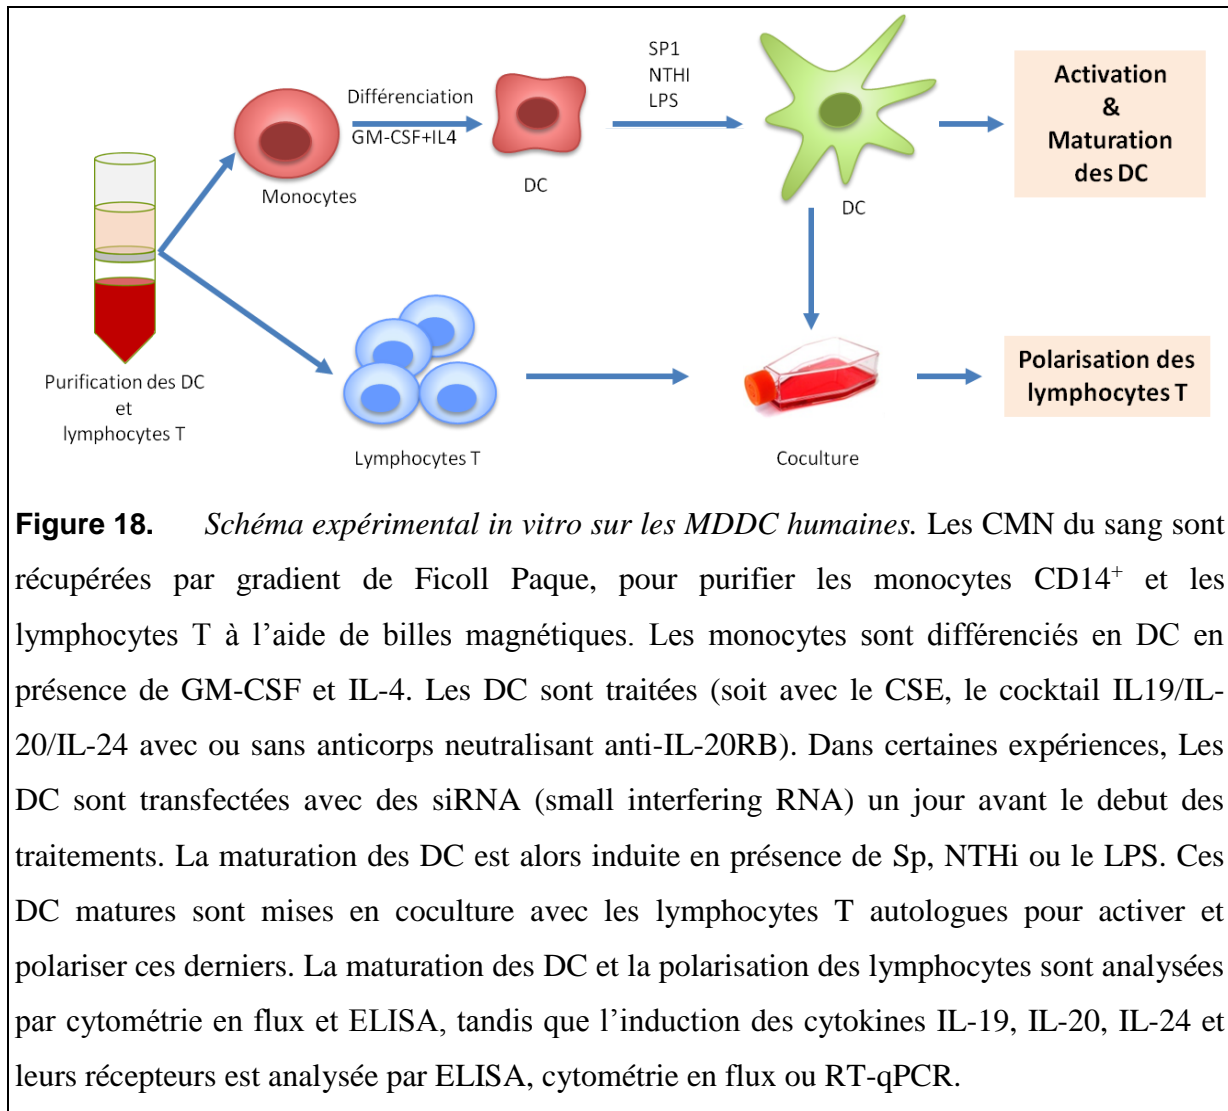 SP1
NTHI
LPS
Différenciation
GM-CSF+IL4
Monocytes
DC
DC
Activation
&
Maturation
des DC
Purification des DC
et
lymphocytes T
Lymphocytes T
Coculture
Polarisation des
lymphocytes T
Figure 18. Schéma expérimental in vitro sur les MDDC humaines. Les CMN du sang sont
récupérées par gradient de Ficoll Paque, pour purifier les monocytes CD14⁺ et les
lymphocytes T à l’aide de billes magnétiques. Les monocytes sont différenciés en DC en
présence de GM-CSF et IL-4. Les DC sont traitées (soit avec le CSE, le cocktail IL19/IL-
20/IL-24 avec ou sans anticorps neutralisant anti-IL-20RB). Dans certaines expériences, Les
DC sont transfectées avec des siRNA (small interfering RNA) un jour avant le debut des
traitements. La maturation des DC est alors induite en présence de Sp, NTHi ou le LPS. Ces
DC matures sont mises en coculture avec les lymphocytes T autologues pour activer et
polariser ces derniers. La maturation des DC et la polarisation des lymphocytes sont analysées
par cytométrie en flux et ELISA, tandis que l’induction des cytokines IL-19, IL-20, IL-24 et
leurs récepteurs est analysée par ELISA, cytométrie en flux ou RT-qPCR.